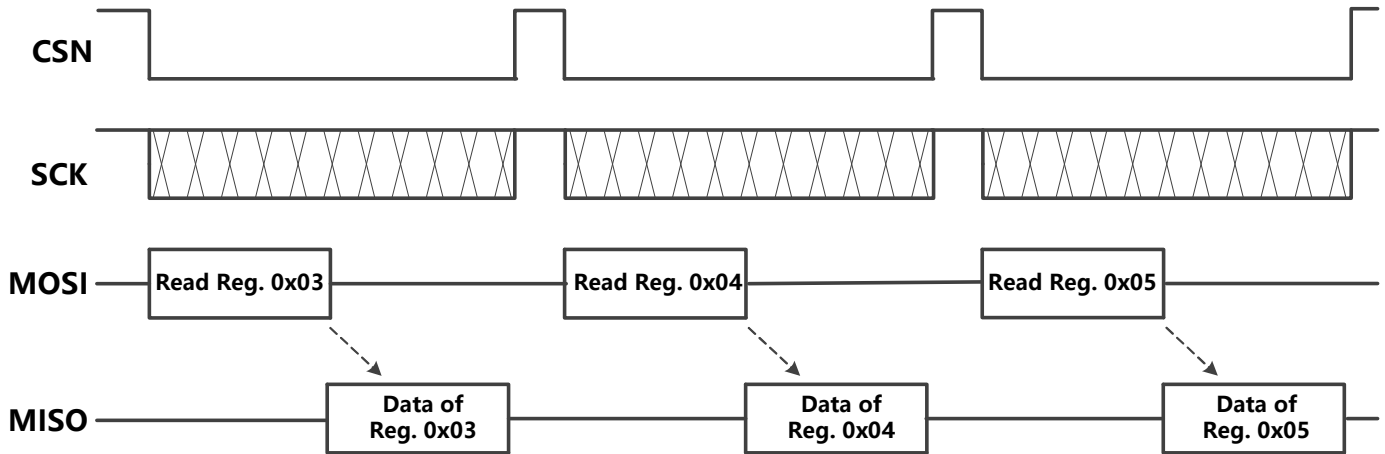 CSN
SCK
MOSI
Read Reg. 0x03
Read Reg. 0x04
Read Reg. 0x05
MISO
Data of
Reg. 0x03
Data of
Reg. 0x04
Data of
Reg. 0x05